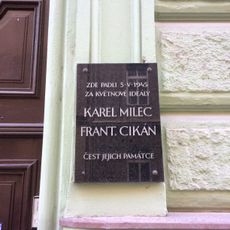 ZDE PADLI 5·V·1945
ZA KVĚTNOVÉ IDEÁLY
KAREL MILEC
FRANT. CIKÁN
ČEST JEJICH PAMÁTCE